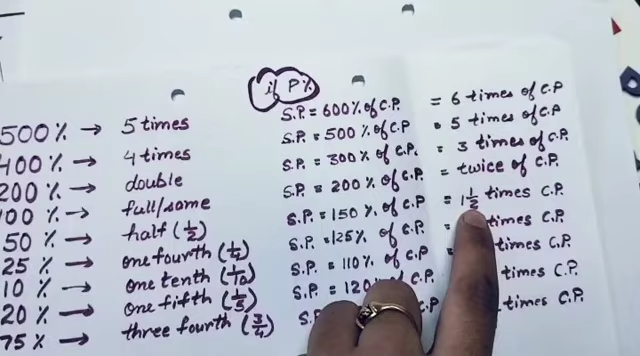 if P%
500% → 5 times S.P. = 600% of C.P. = 6 times of C.P
400% → 4 times S.P. = 500% of C.P = 5 times of C.P
200% → double S.P. = 300% of C.P. = 3 times of C.P.
100% → full/same S.P. = 200% of C.P = twice of C.P.
50% → half (1/2) S.P. = 150% of C.P = 1 1/2 times C.P.
25% → one fourth (1/4) S.P. = 125% of C.P = times C.P.
10% → one tenth (1/10) S.P. = 110% of C.P times C.P.
20% → one fifth (1/5) S.P. = 120% of C.P. times C.P.
75% → three fourth (3/4) S.P. C.P times C.P.